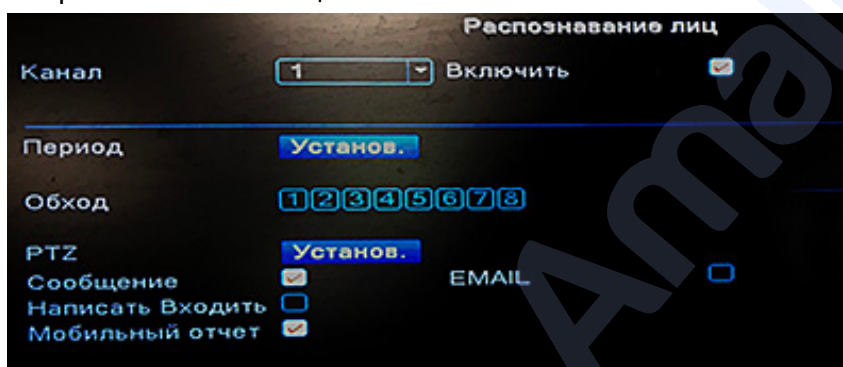 Распознавание лиц
Канал 1 Включить
Период Установ.
Обход 1 2 3 4 5 6 7 8
PTZ Установ.
Сообщение EMAIL
Написать Входить
Мобильный отчет
Amal